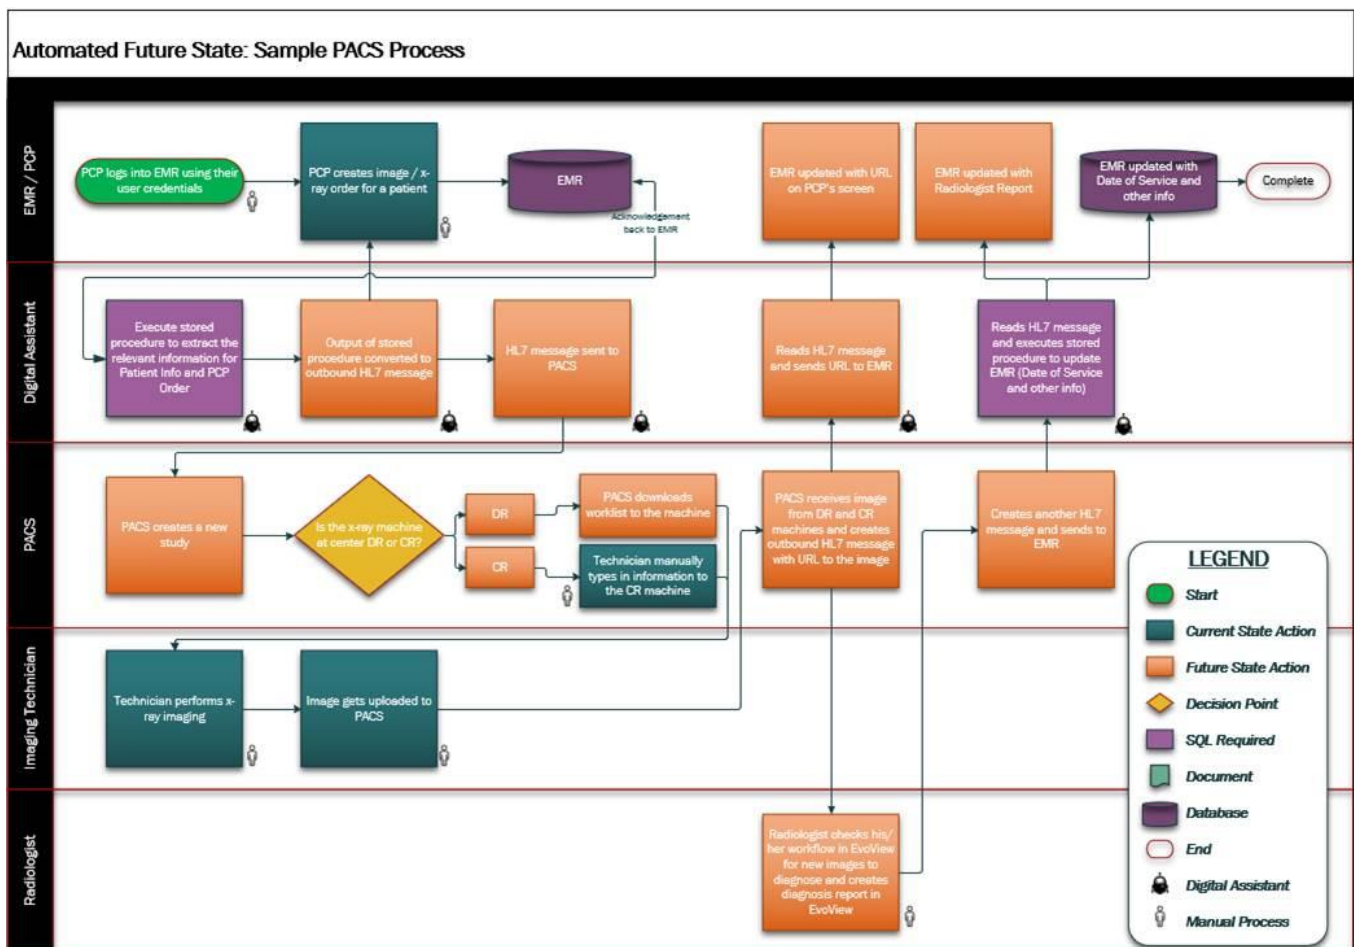 Automated Future State: Sample PACS Process
EMR / PCP
PCP logs into EMR using their
user credentials
PCP creates image / x-
ray order for a patient
EMR
Acknowledgement
back to EMR
EMR updated with URL
on PCP's screen
EMR updated with
Radiologist Report
EMR updated with
Date of Service and
other info
Complete
Digital Assistant
Execute stored
procedure to extract the
relevant information for
Patient Info and PCP
Order
Output of stored
procedure converted to
outbound HL7 message
HL7 message sent to
PACS
Reads HL7 message
and sends URL to EMR
Reads HL7 message
and executes stored
procedure to update
EMR (Date of Service
and other info)
PACS
PACS creates a new
study
Is the x-ray machine
at center DR or CR?
DR
CR
PACS downloads
worklist to the machine
Technician manually
types in information to
the CR machine
PACS receives image
from DR and CR
machines and creates
outbound HL7 message
with URL to the image
Creates another HL7
message and sends to
EMR
Imaging Technician
Technician performs x-
ray imaging
Image gets uploaded to
PACS
Radiologist
Radiologist checks his/
her workflow in EvoView
for new images to
diagnose and creates
diagnosis report in
EvoView
LEGEND
Start
Current State Action
Future State Action
Decision Point
SQL Required
Document
Database
End
Digital Assistant
Manual Process